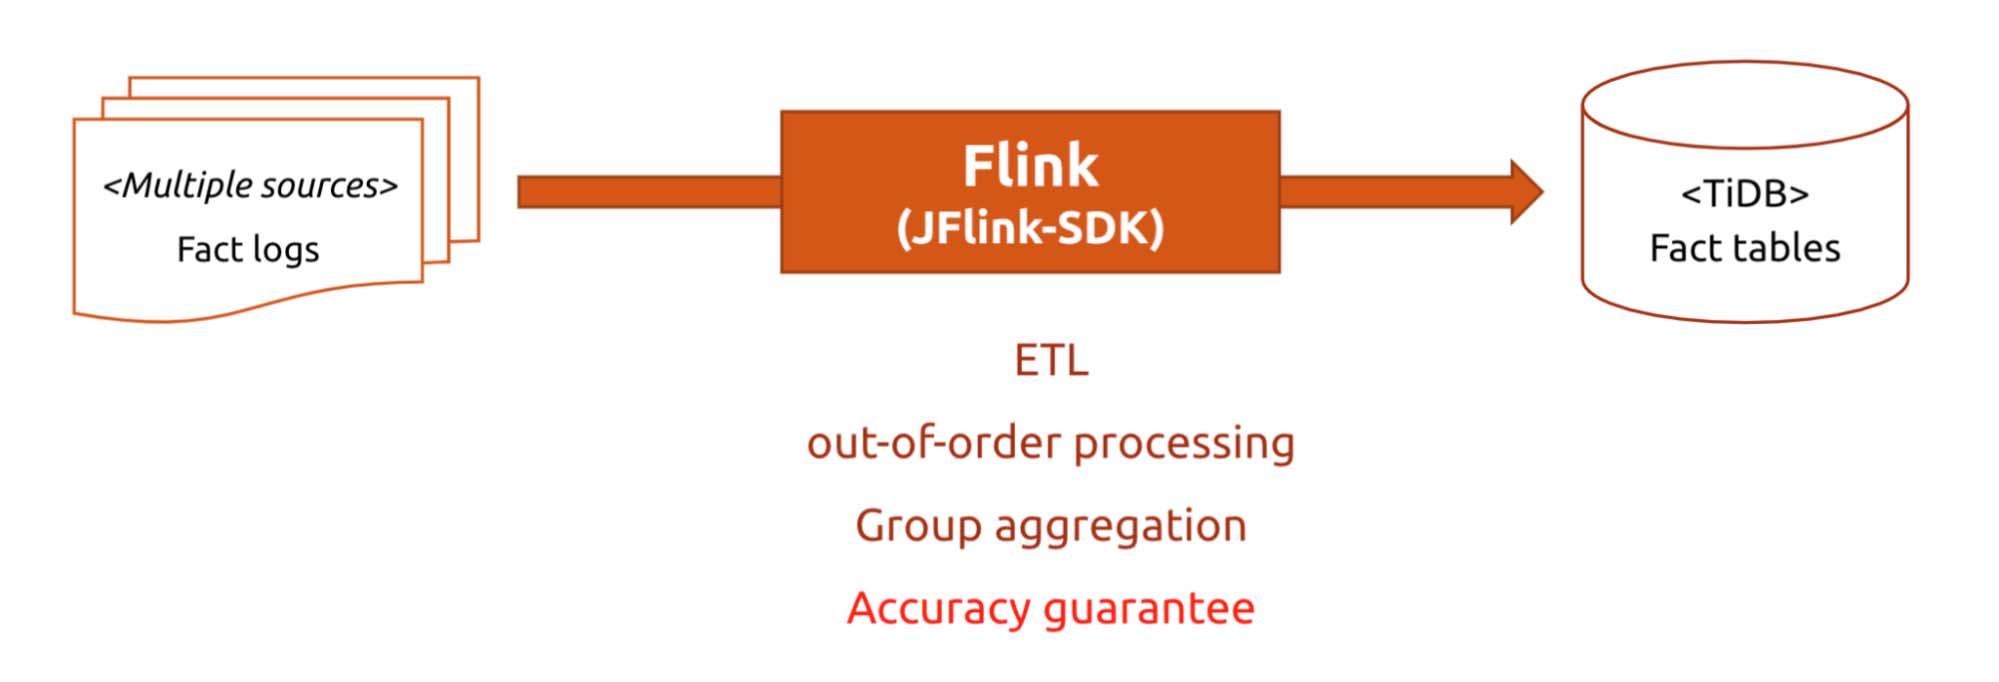 <Multiple sources>
Fact logs
Flink
(JFlink-SDK)
<TiDB>
Fact tables
ETL
out-of-order processing
Group aggregation
Accuracy guarantee